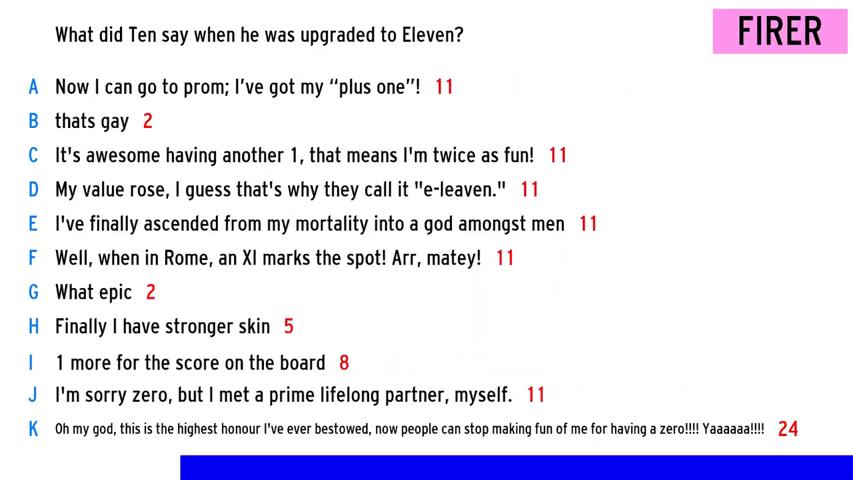 What did Ten say when he was upgraded to Eleven?
FIRER
A Now I can go to prom; I've got my “plus one”! 11
B thats gay 2
C It's awesome having another 1, that means I'm twice as fun! 11
D My value rose, I guess that's why they call it "e-leaven." 11
E I've finally ascended from my mortality into a god amongst men 11
F Well, when in Rome, an XI marks the spot! Arr, matey! 11
G What epic 2
H Finally I have stronger skin 5
I 1 more for the score on the board 8
J I'm sorry zero, but I met a prime lifelong partner, myself. 11
K Oh my god, this is the highest honour I've ever bestowed, now people can stop making fun of me for having a zero!!!! Yaaaaaa!!!! 24